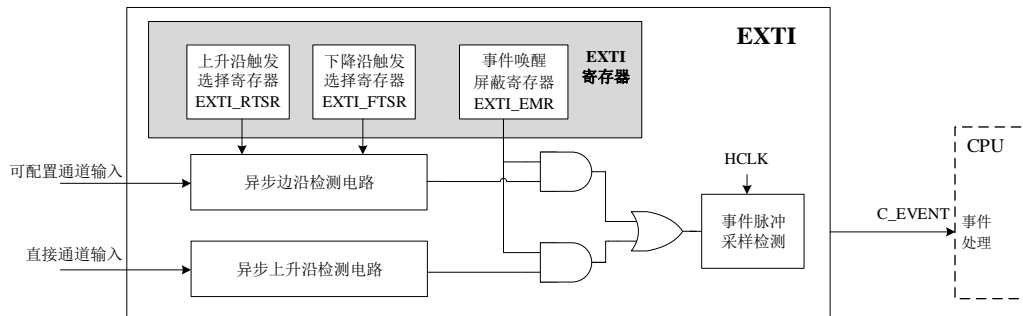 EXTI
上升沿触发
选择寄存器
EXTI_RTSR
下降沿触发
选择寄存器
EXTI_FTSR
事件唤醒
屏蔽寄存器
EXTI_EMR
EXTI
寄存器
可配置通道输入
异步边沿检测电路
HCLK
CPU
直接通道输入
异步上升沿检测电路
事件脉冲
采样检测
C_EVENT
事件
处理